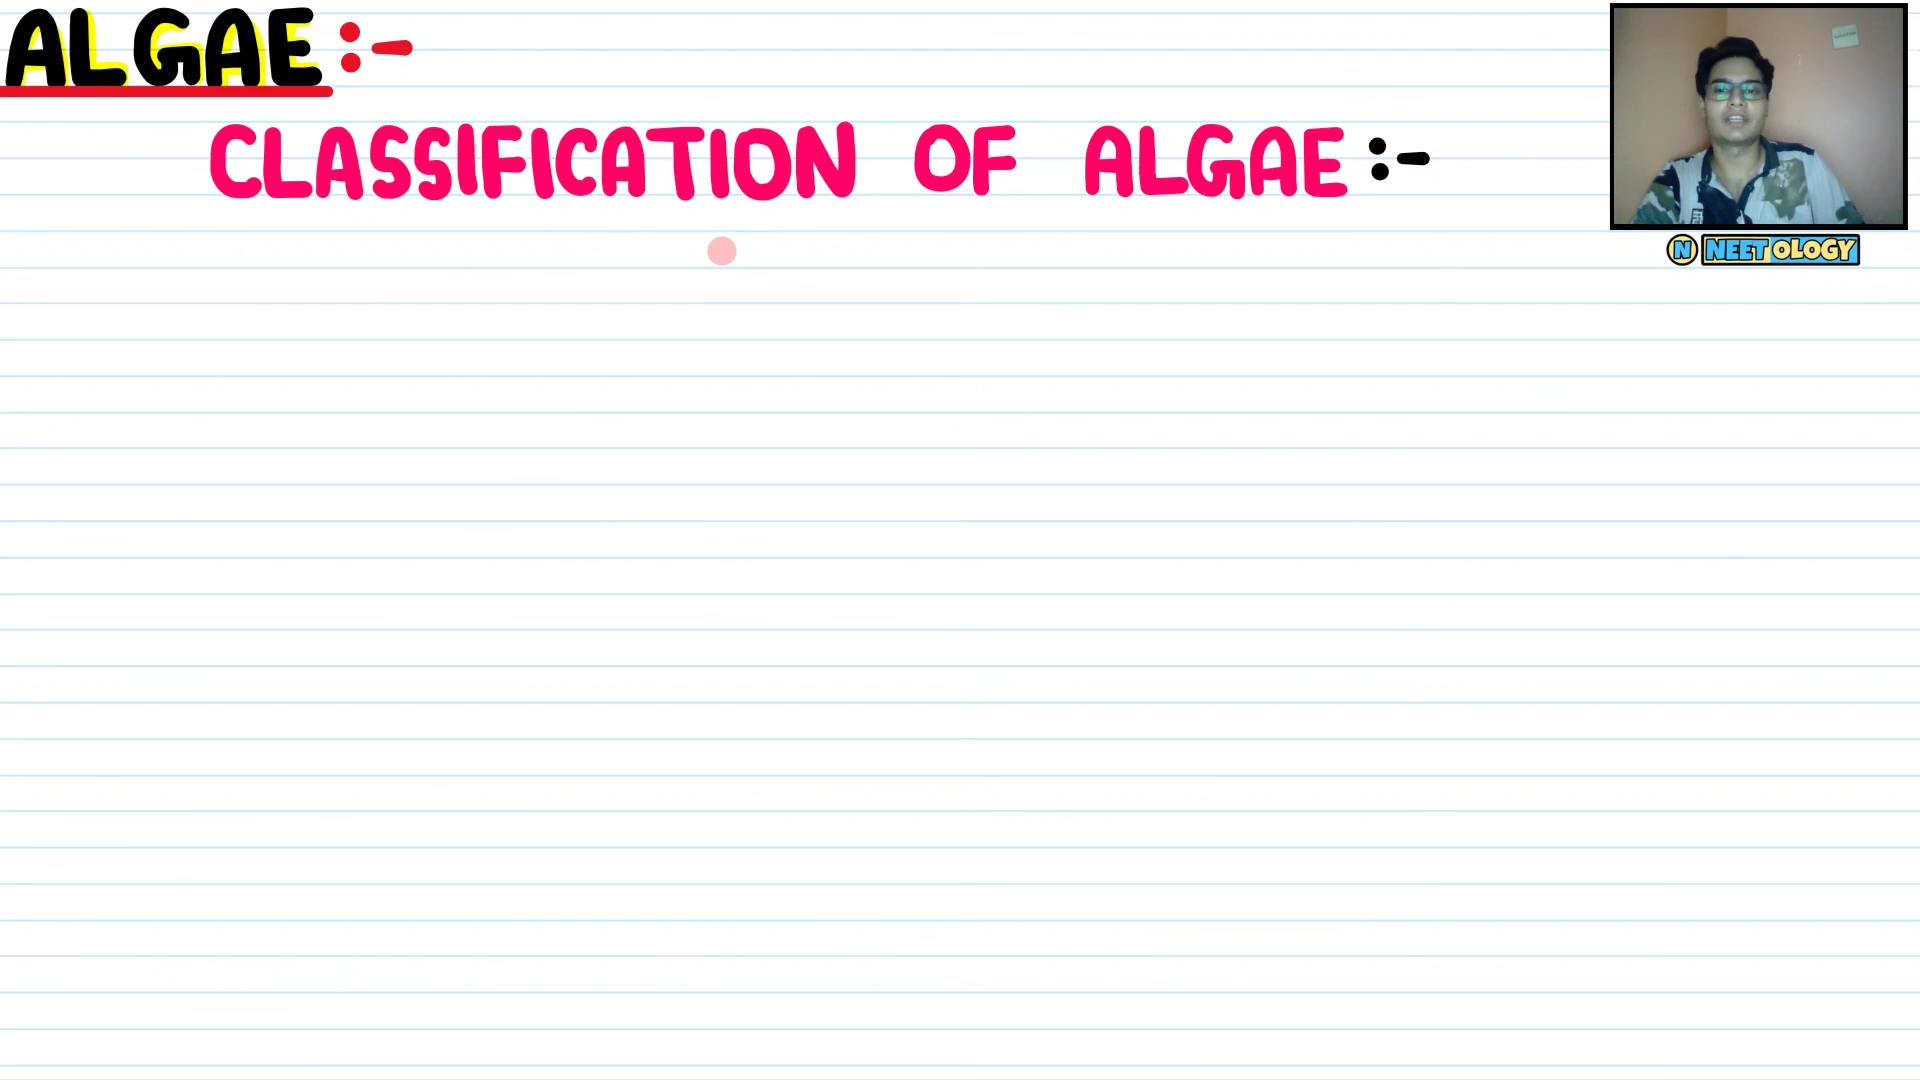 ALGAE :-
CLASSIFICATION OF ALGAE :-
N NEETOLOGY